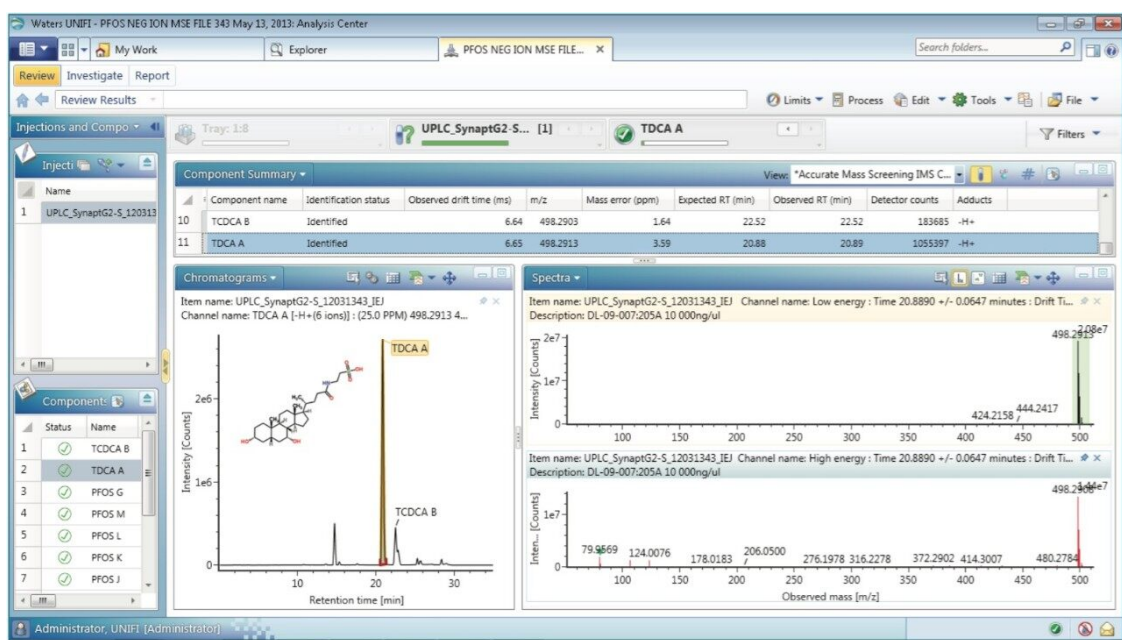 Waters UNIFI - PFOS NEG ION MSE FILE 343 May 13, 2013: Analysis Center
My Work
Explorer
PFOS NEG ION MSE FILE...
Search folders...
Review Investigate Report
Review Results
Limits Process Edit Tools File
Injections and Compo
Tray: 1:8
UPLC_SynaptG2-S... [1]
TDCA A
Filters
Injecti
Name
1 UPLC_SynaptG2-S_120313
Component Summary
View: *Accurate Mass Screening IMS C...
Component name Identification status Observed drift time (ms) m/z Mass error (ppm) Expected RT (min) Observed RT (min) Detector counts Adducts
10 TCDCA B Identified 6.64 498.2903 1.64 22.52 22.52 183685 -H+
11 TDCA A Identified 6.65 498.2913 3.59 20.88 20.89 1055397 -H+
Chromatograms
Item name: UPLC_SynaptG2-S_12031343_IEJ
Channel name: TDCA A [-H+(6 ions)] : (25.0 PPM) 498.2913 4...
TDCA A
TCDCA B
Intensity [Counts]
2e6
1e6
0
10 20 30
Retention time [min]
Spectra
Item name: UPLC_SynaptG2-S_12031343_IEJ Channel name: Low energy : Time 20.8890 +/- 0.0647 minutes : Drift Ti...
Description: DL-09-007:205A 10 000ng/ul
2.08e7
498.2913
Intensity [Counts]
2e7
1e7
0
424.2158 444.2417
100 150 200 250 300 350 400 450 500
Item name: UPLC_SynaptG2-S_12031343_IEJ Channel name: High energy : Time 20.8890 +/- 0.0647 minutes : Drift Ti...
Description: DL-09-007:205A 10 000ng/ul
1.44e7
498.2906
Inten... [Counts]
1e7
0
79.9569 124.0076 178.0183 206.0500 276.1978 316.2278 372.2902 414.3007 480.2784
100 150 200 250 300 350 400 450 500
Observed mass [m/z]
Components
Status Name
1 TCDCA B
2 TDCA A
3 PFOS G
4 PFOS M
5 PFOS L
6 PFOS K
7 PFOS J
Administrator, UNIFI [Administrator]